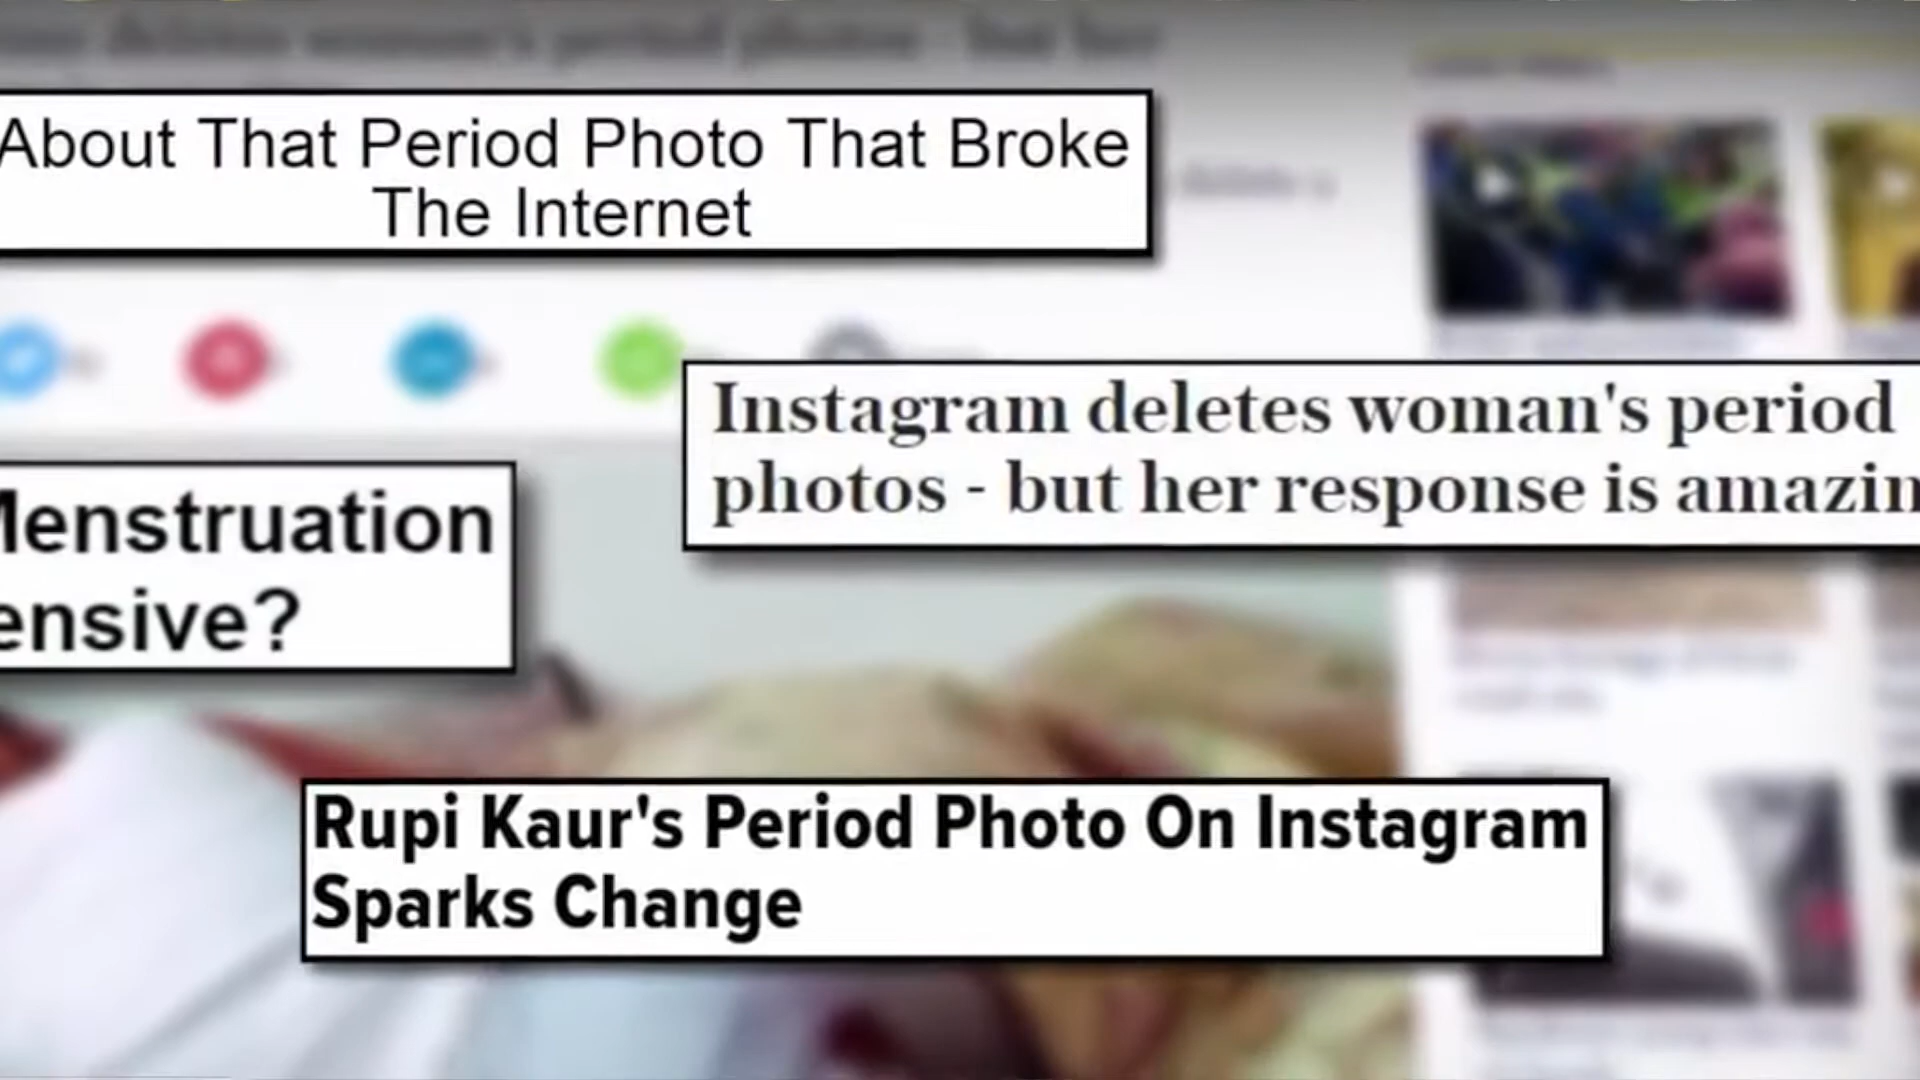 About That Period Photo That Broke
The Internet
Instagram deletes woman's period
photos - but her response is amazin
Menstruation
ensive?
Rupi Kaur's Period Photo On Instagram
Sparks Change